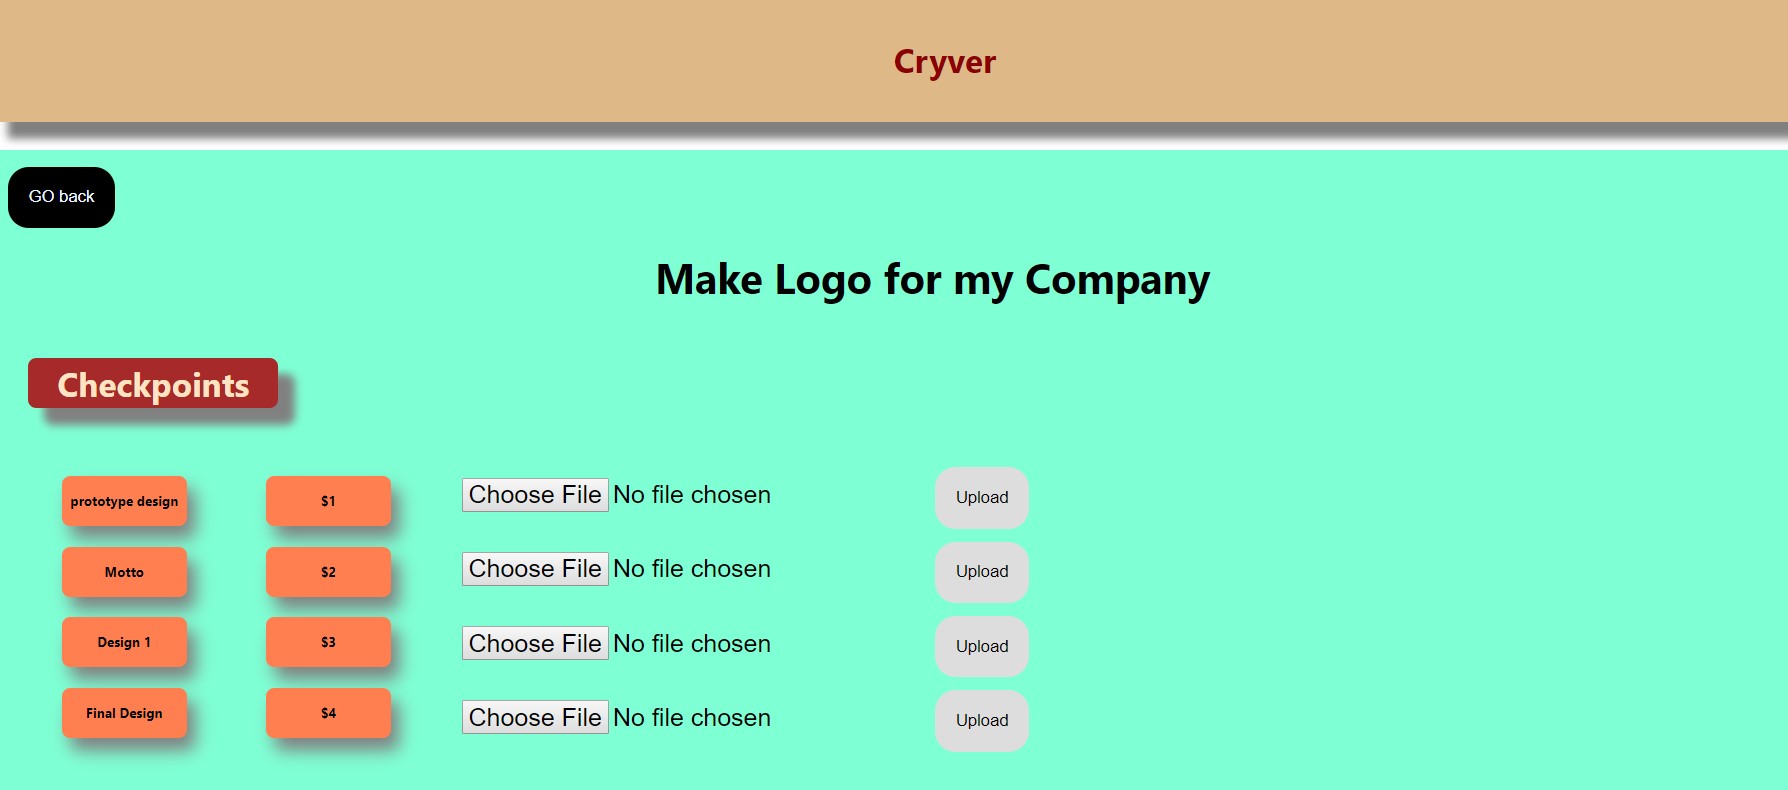 Cryver
GO back
Make Logo for my Company
Checkpoints
prototype design $1 Choose File No file chosen Upload
Motto $2 Choose File No file chosen Upload
Design 1 $3 Choose File No file chosen Upload
Final Design $4 Choose File No file chosen Upload